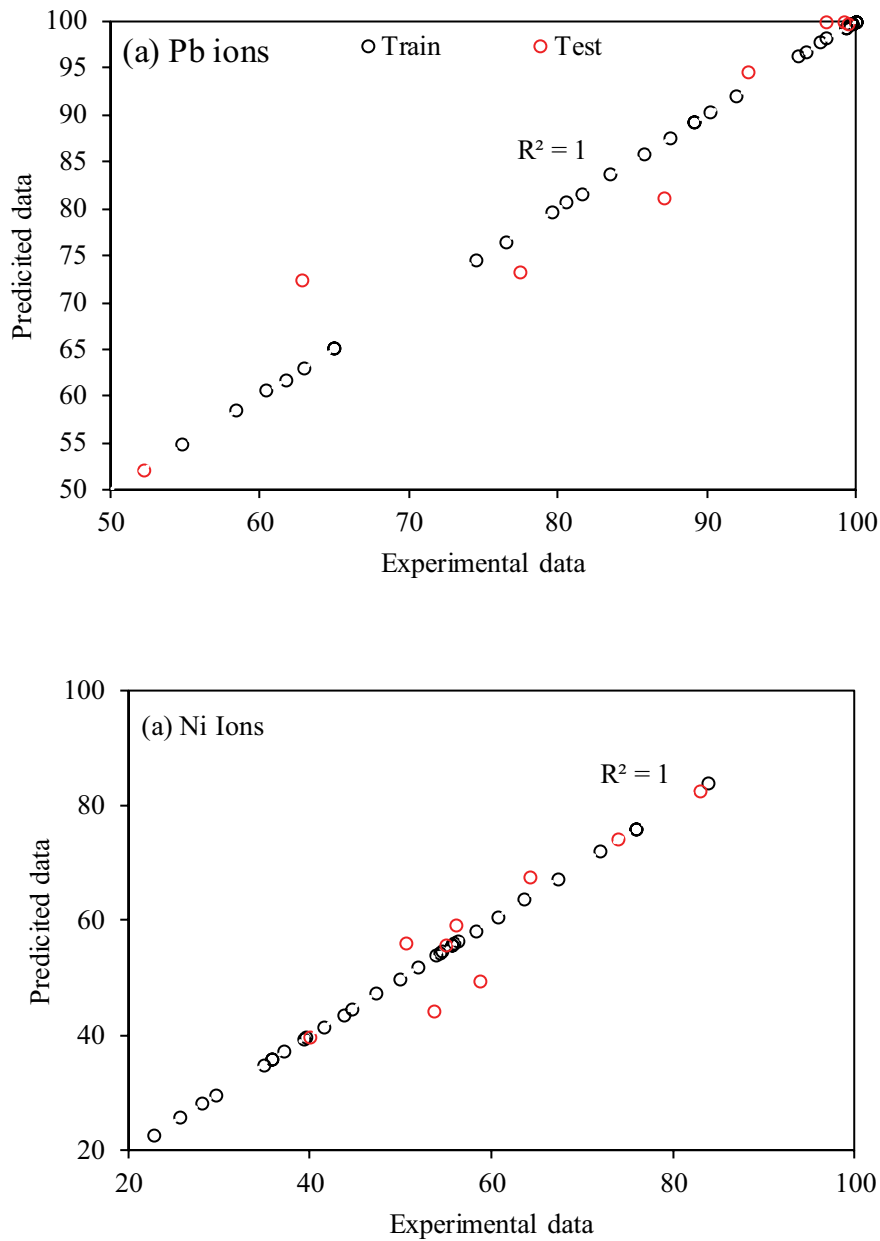 (a) Pb ions
Train
Test
R² = 1
100
95
90
85
80
75
70
65
60
55
50
Predicited data
50 60 70 80 90 100
Experimental data
(a) Ni Ions
R² = 1
100
80
60
40
20
Predicited data
20 40 60 80 100
Experimental data